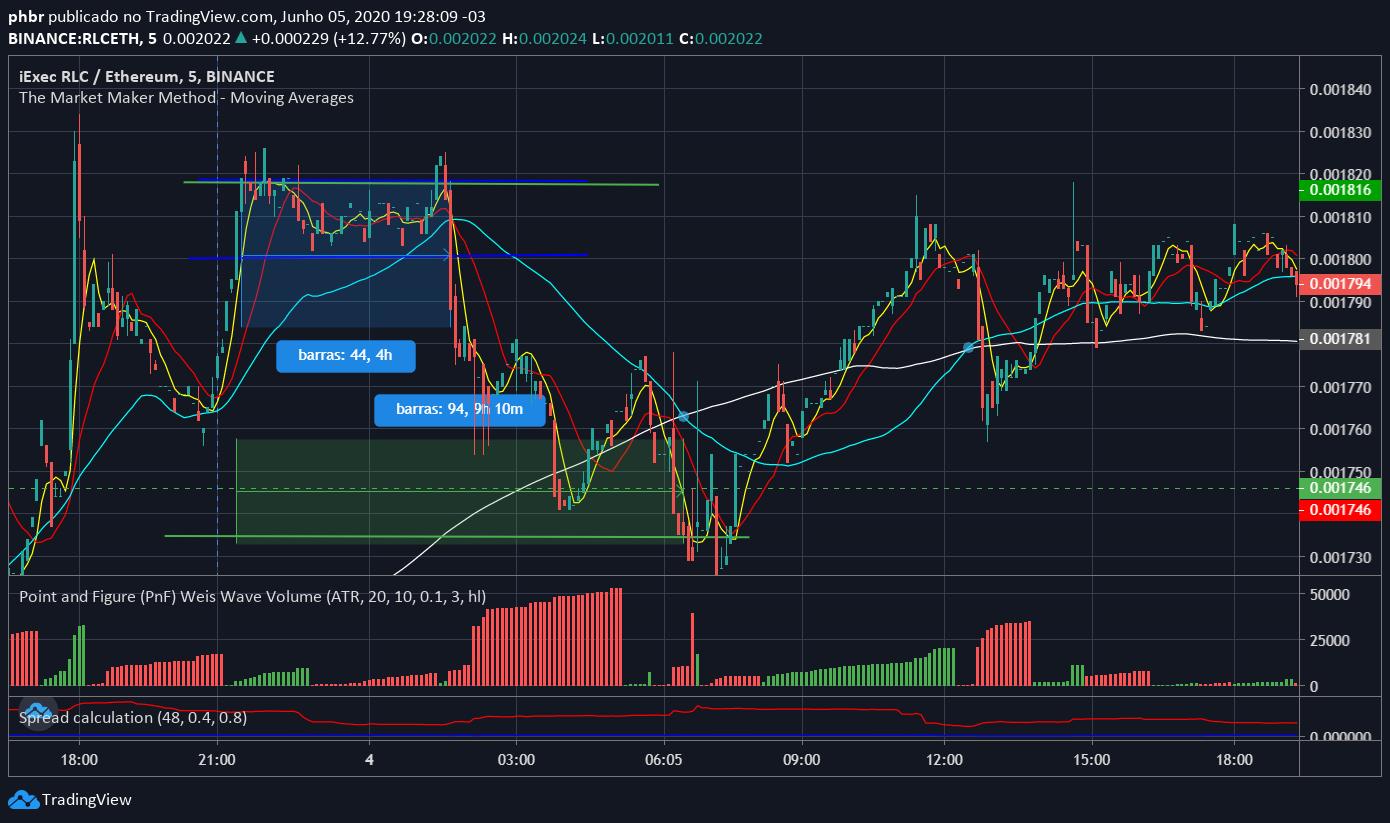 phbr publicado no TradingView.com, Junho 05, 2020 19:28:09 -03
BINANCE:RLCETH, 5 0.002022 ▲ +0.000229 (+12.77%) O:0.002022 H:0.002024 L:0.002011 C:0.002022
iExec RLC / Ethereum, 5, BINANCE
The Market Maker Method - Moving Averages
0.001840
0.001830
0.001820
0.001816
0.001810
0.001800
0.001794
0.001790
0.001781
0.001770
0.001760
0.001750
0.001746
0.001746
0.001730
barras: 44, 4h
barras: 94, 9h 10m
Point and Figure (PnF) Weis Wave Volume (ATR, 20, 10, 0.1, 3, hl)
50000
25000
0
Spread calculation (48, 0.4, 0.8)
0.000000
18:00 21:00 4 03:00 06:05 09:00 12:00 15:00 18:00
TradingView